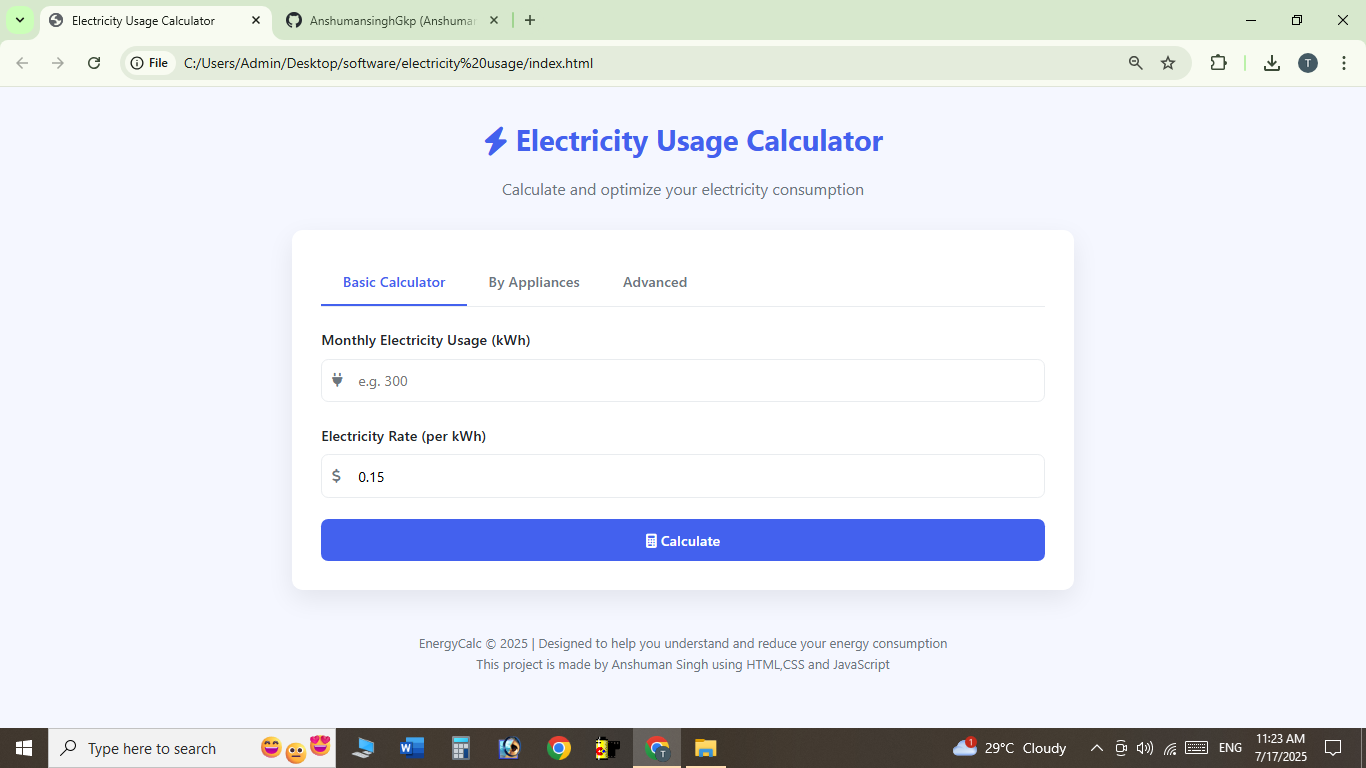 Electricity Usage Calculator
AnshumansinghGkp (Anshuman
File
C:/Users/Admin/Desktop/software/electricity%20usage/index.html
T
Electricity Usage Calculator
Calculate and optimize your electricity consumption
Basic Calculator
By Appliances
Advanced
Monthly Electricity Usage (kWh)
e.g. 300
Electricity Rate (per kWh)
$ 0.15
Calculate
EnergyCalc © 2025 | Designed to help you understand and reduce your energy consumption
This project is made by Anshuman Singh using HTML,CSS and JavaScript
Type here to search
W
T
1
29°C Cloudy
ENG
11:23 AM
7/17/2025